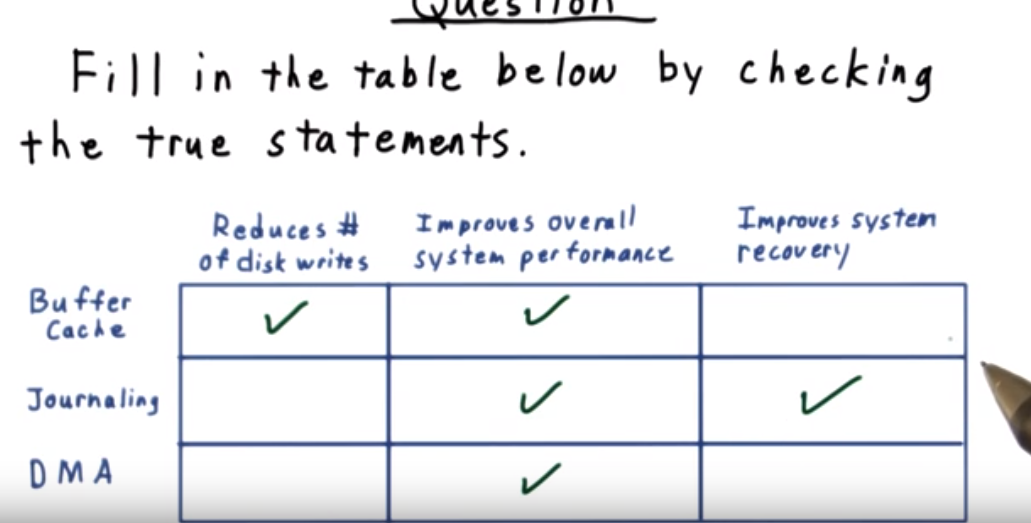 Question
Fill in the table below by checking
the true statements.
Reduces #
of disk writes
Improves overall
system performance
Improves system
recovery
Buffer
Cache
✓ ✓
Journaling ✓ ✓
DMA ✓